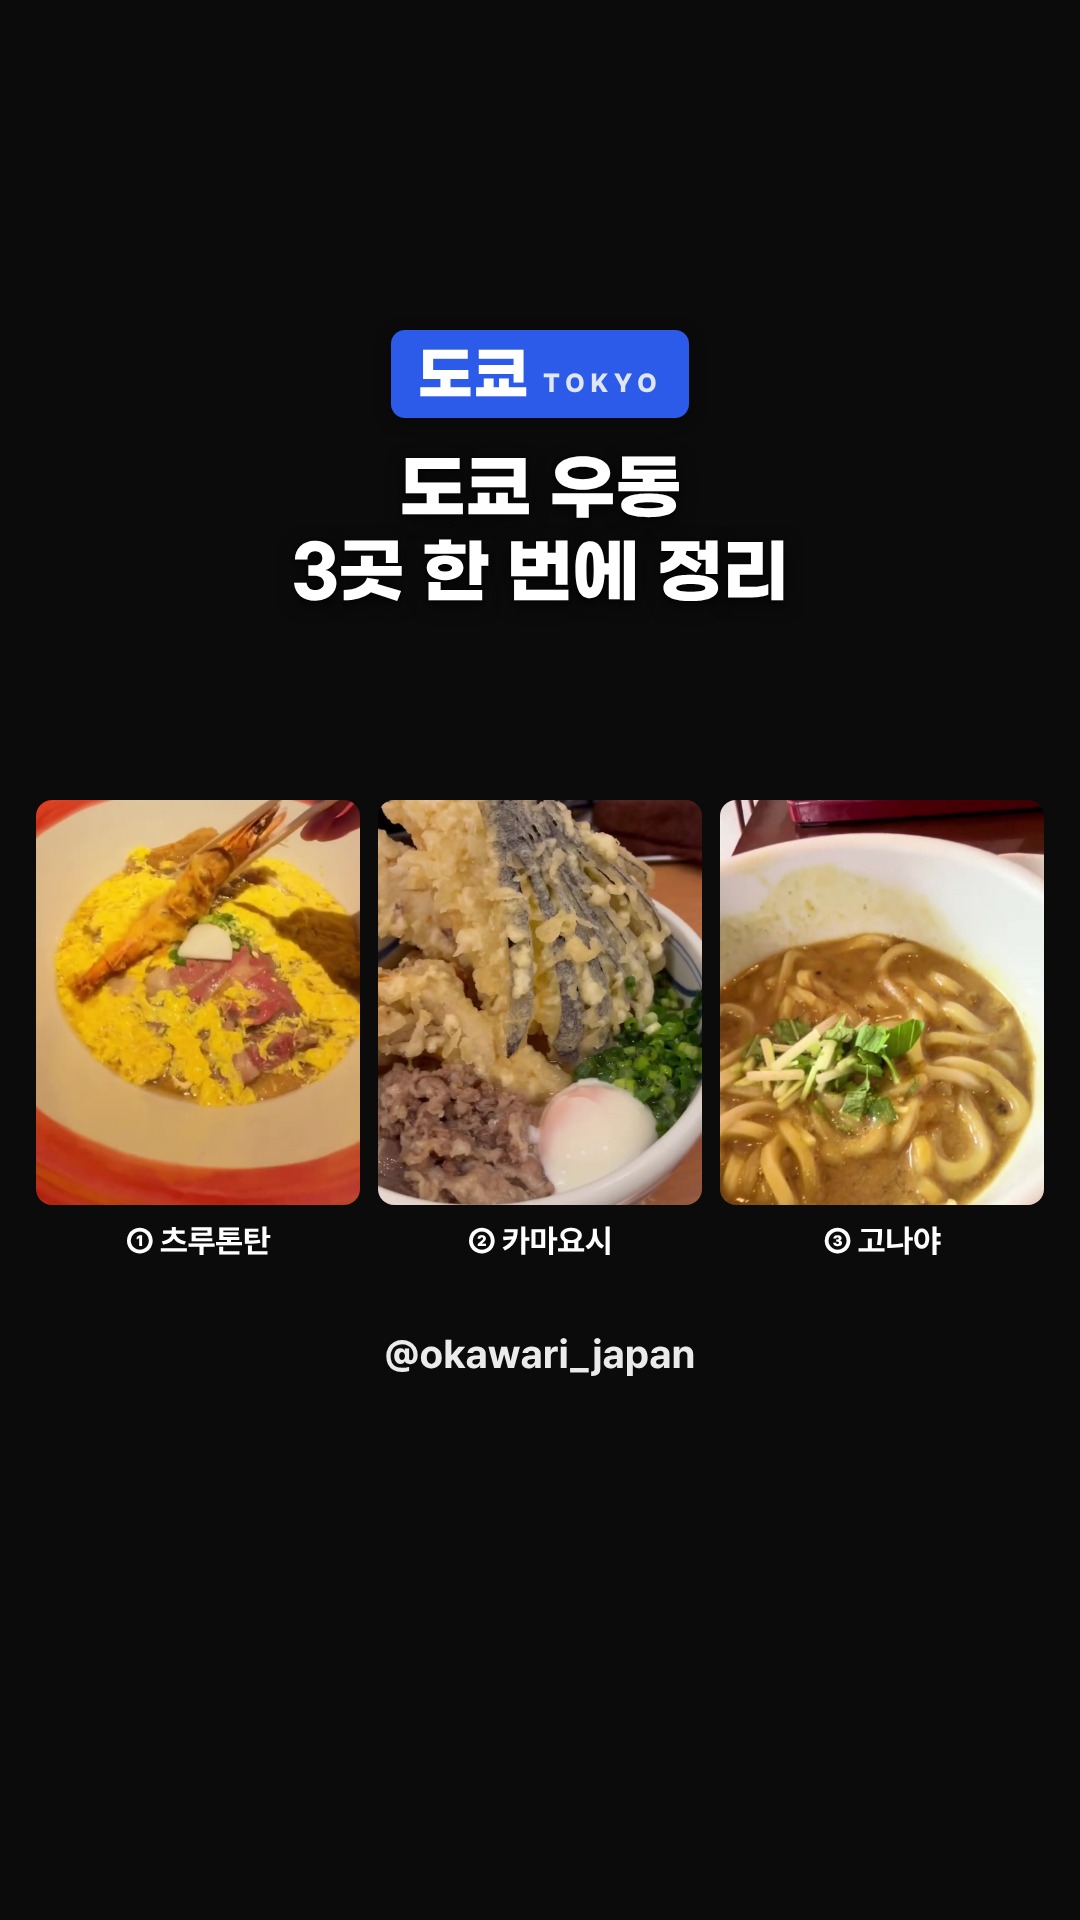 도쿄 TOKYO
도쿄 우동
3곳 한 번에 정리
① 츠루톤탄
② 카마요시
③ 고나야
@okawari_japan